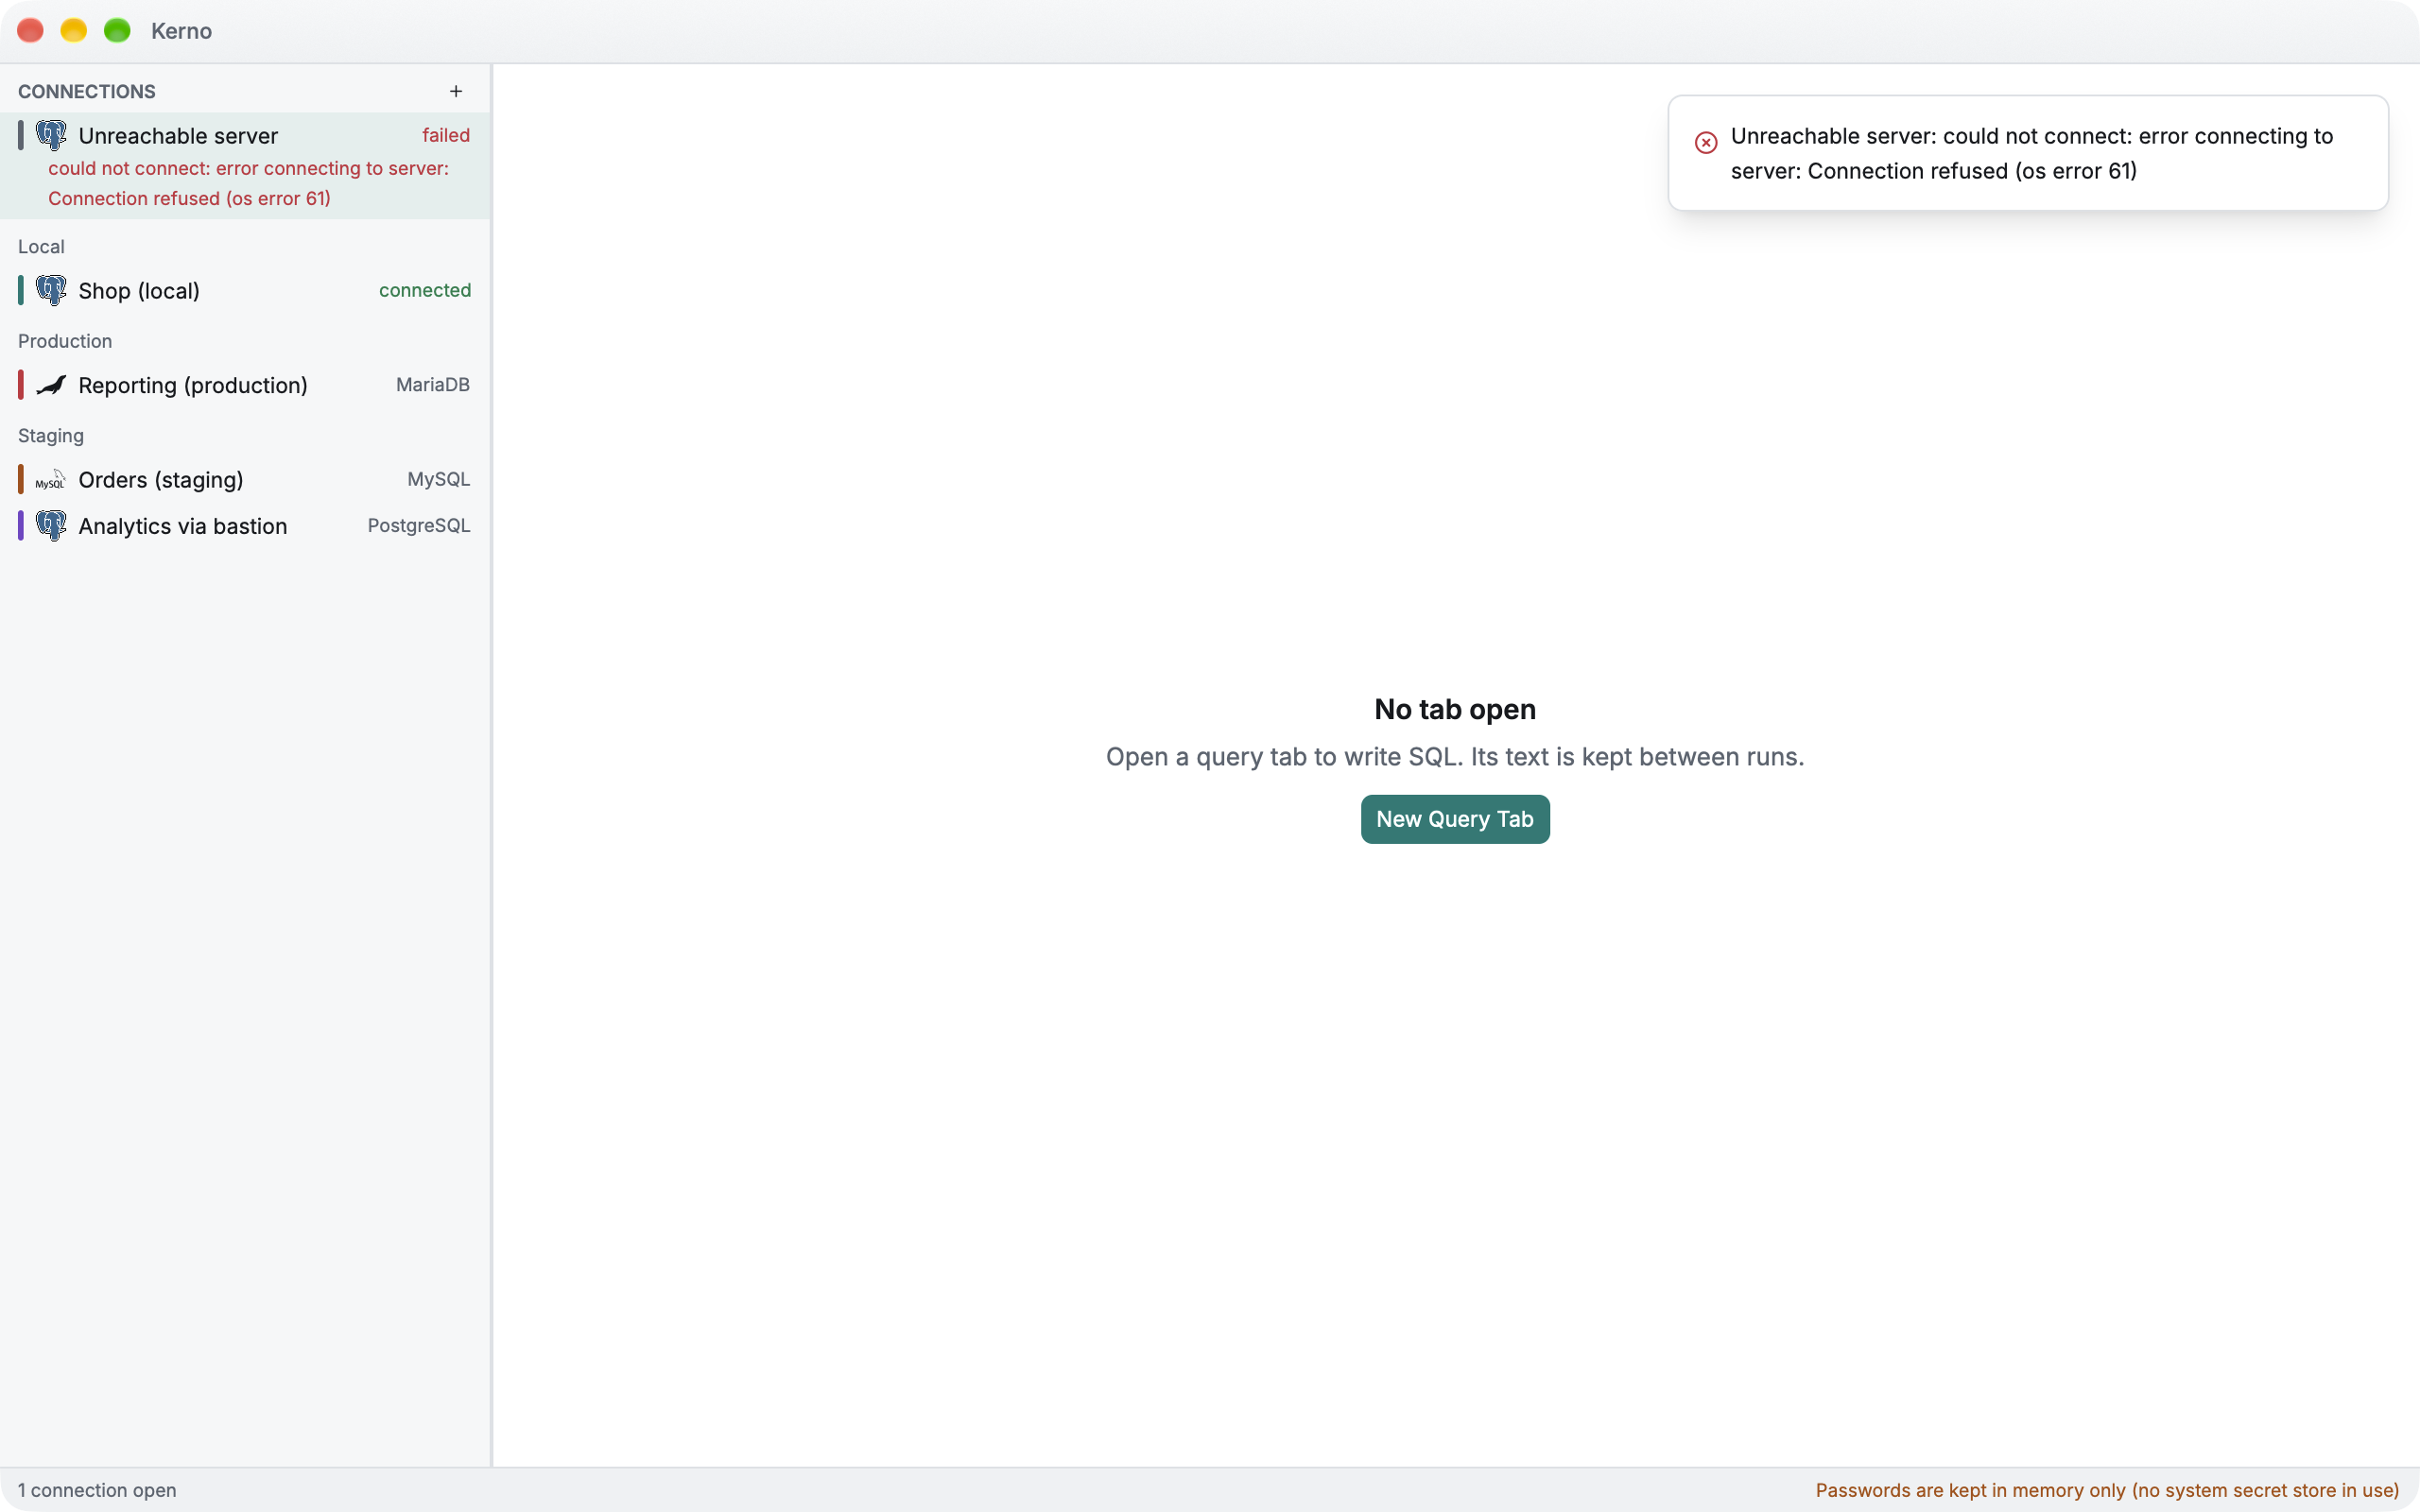 Kerno
CONNECTIONS
+
Unreachable server failed
could not connect: error connecting to server:
Connection refused (os error 61)
Local
Shop (local) connected
Production
Reporting (production) MariaDB
Staging
MySQL Orders (staging) MySQL
Analytics via bastion PostgreSQL
Unreachable server: could not connect: error connecting to
server: Connection refused (os error 61)
No tab open
Open a query tab to write SQL. Its text is kept between runs.
New Query Tab
1 connection open
Passwords are kept in memory only (no system secret store in use)